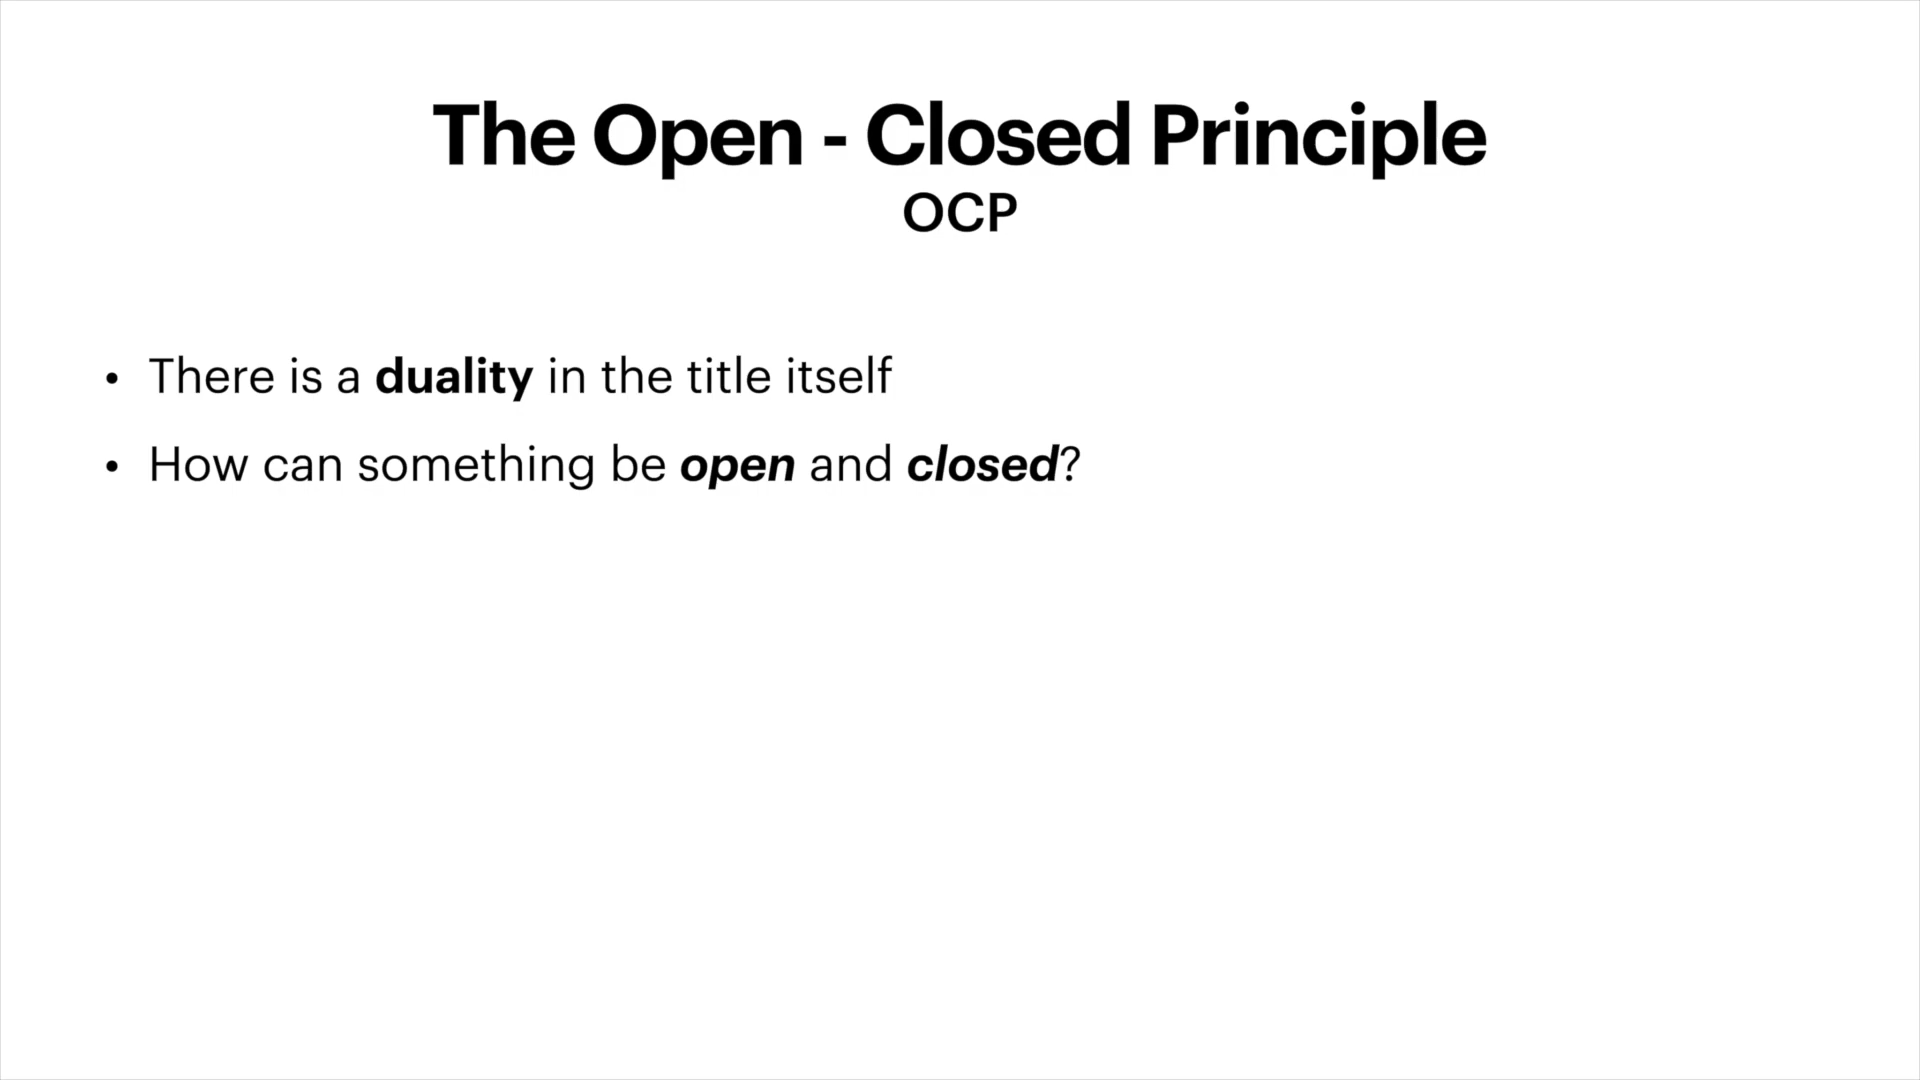 The Open - Closed Principle
OCP
• There is a duality in the title itself
• How can something be open and closed?